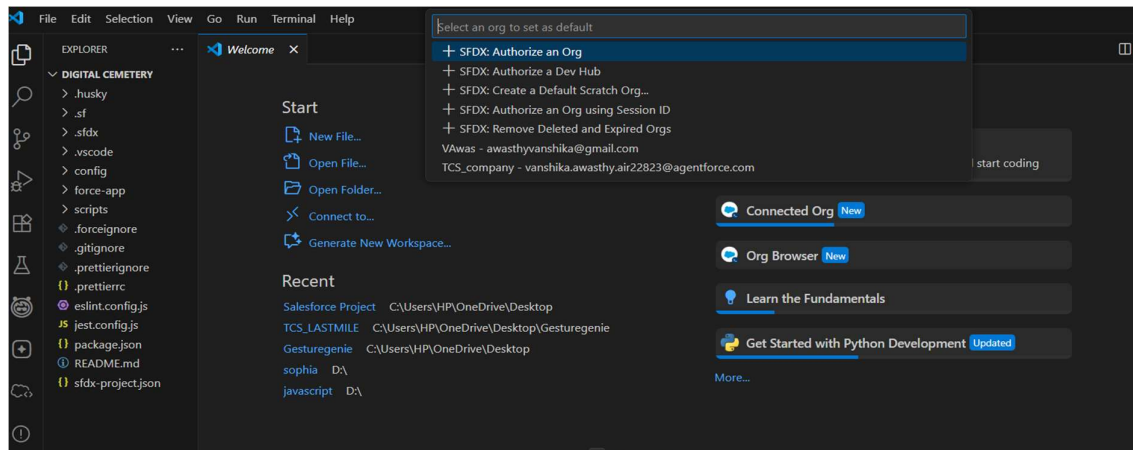 File Edit Selection View Go Run Terminal Help
Select an org to set as default
SFDX: Authorize an Org
SFDX: Authorize a Dev Hub
SFDX: Create a Default Scratch Org...
SFDX: Authorize an Org using Session ID
SFDX: Remove Deleted and Expired Orgs
VAwas - awasthyvanshika@gmail.com
TCS_company - vanshika.awasthy.air22823@agentforce.com
EXPLORER ...
DIGITAL CEMETERY
.husky
.sf
.sfdx
.vscode
config
force-app
scripts
.forceignore
.gitignore
.prettierignore
{} .prettierrc
eslint.config.js
JS jest.config.js
{} package.json
README.md
{} sfdx-project.json
Welcome
Start
New File...
Open File...
Open Folder...
Connect to...
Generate New Workspace...
Recent
Salesforce Project C:\Users\HP\OneDrive\Desktop
TCS_LASTMILE C:\Users\HP\OneDrive\Desktop\Gesturegenie
Gesturegenie C:\Users\HP\OneDrive\Desktop
sophia D:\
javascript D:\
start coding
Connected Org New
Org Browser New
Learn the Fundamentals
Get Started with Python Development Updated
More...